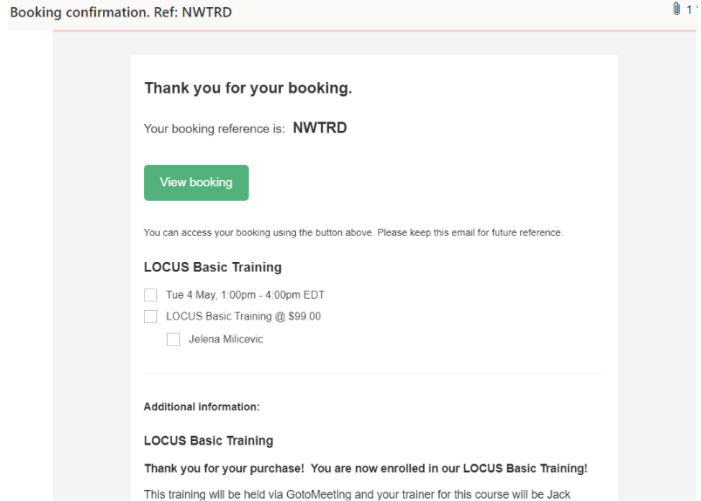 Booking confirmation. Ref: NWTRD
1
Thank you for your booking.
Your booking reference is: NWTRD
View booking
You can access your booking using the button above. Please keep this email for future reference.
LOCUS Basic Training
Tue 4 May, 1:00pm - 4:00pm EDT
LOCUS Basic Training @ $99.00
Jelena Milicevic
Additional information:
LOCUS Basic Training
Thank you for your purchase! You are now enrolled in our LOCUS Basic Training!
This training will be held via GotoMeeting and your trainer for this course will be Jack